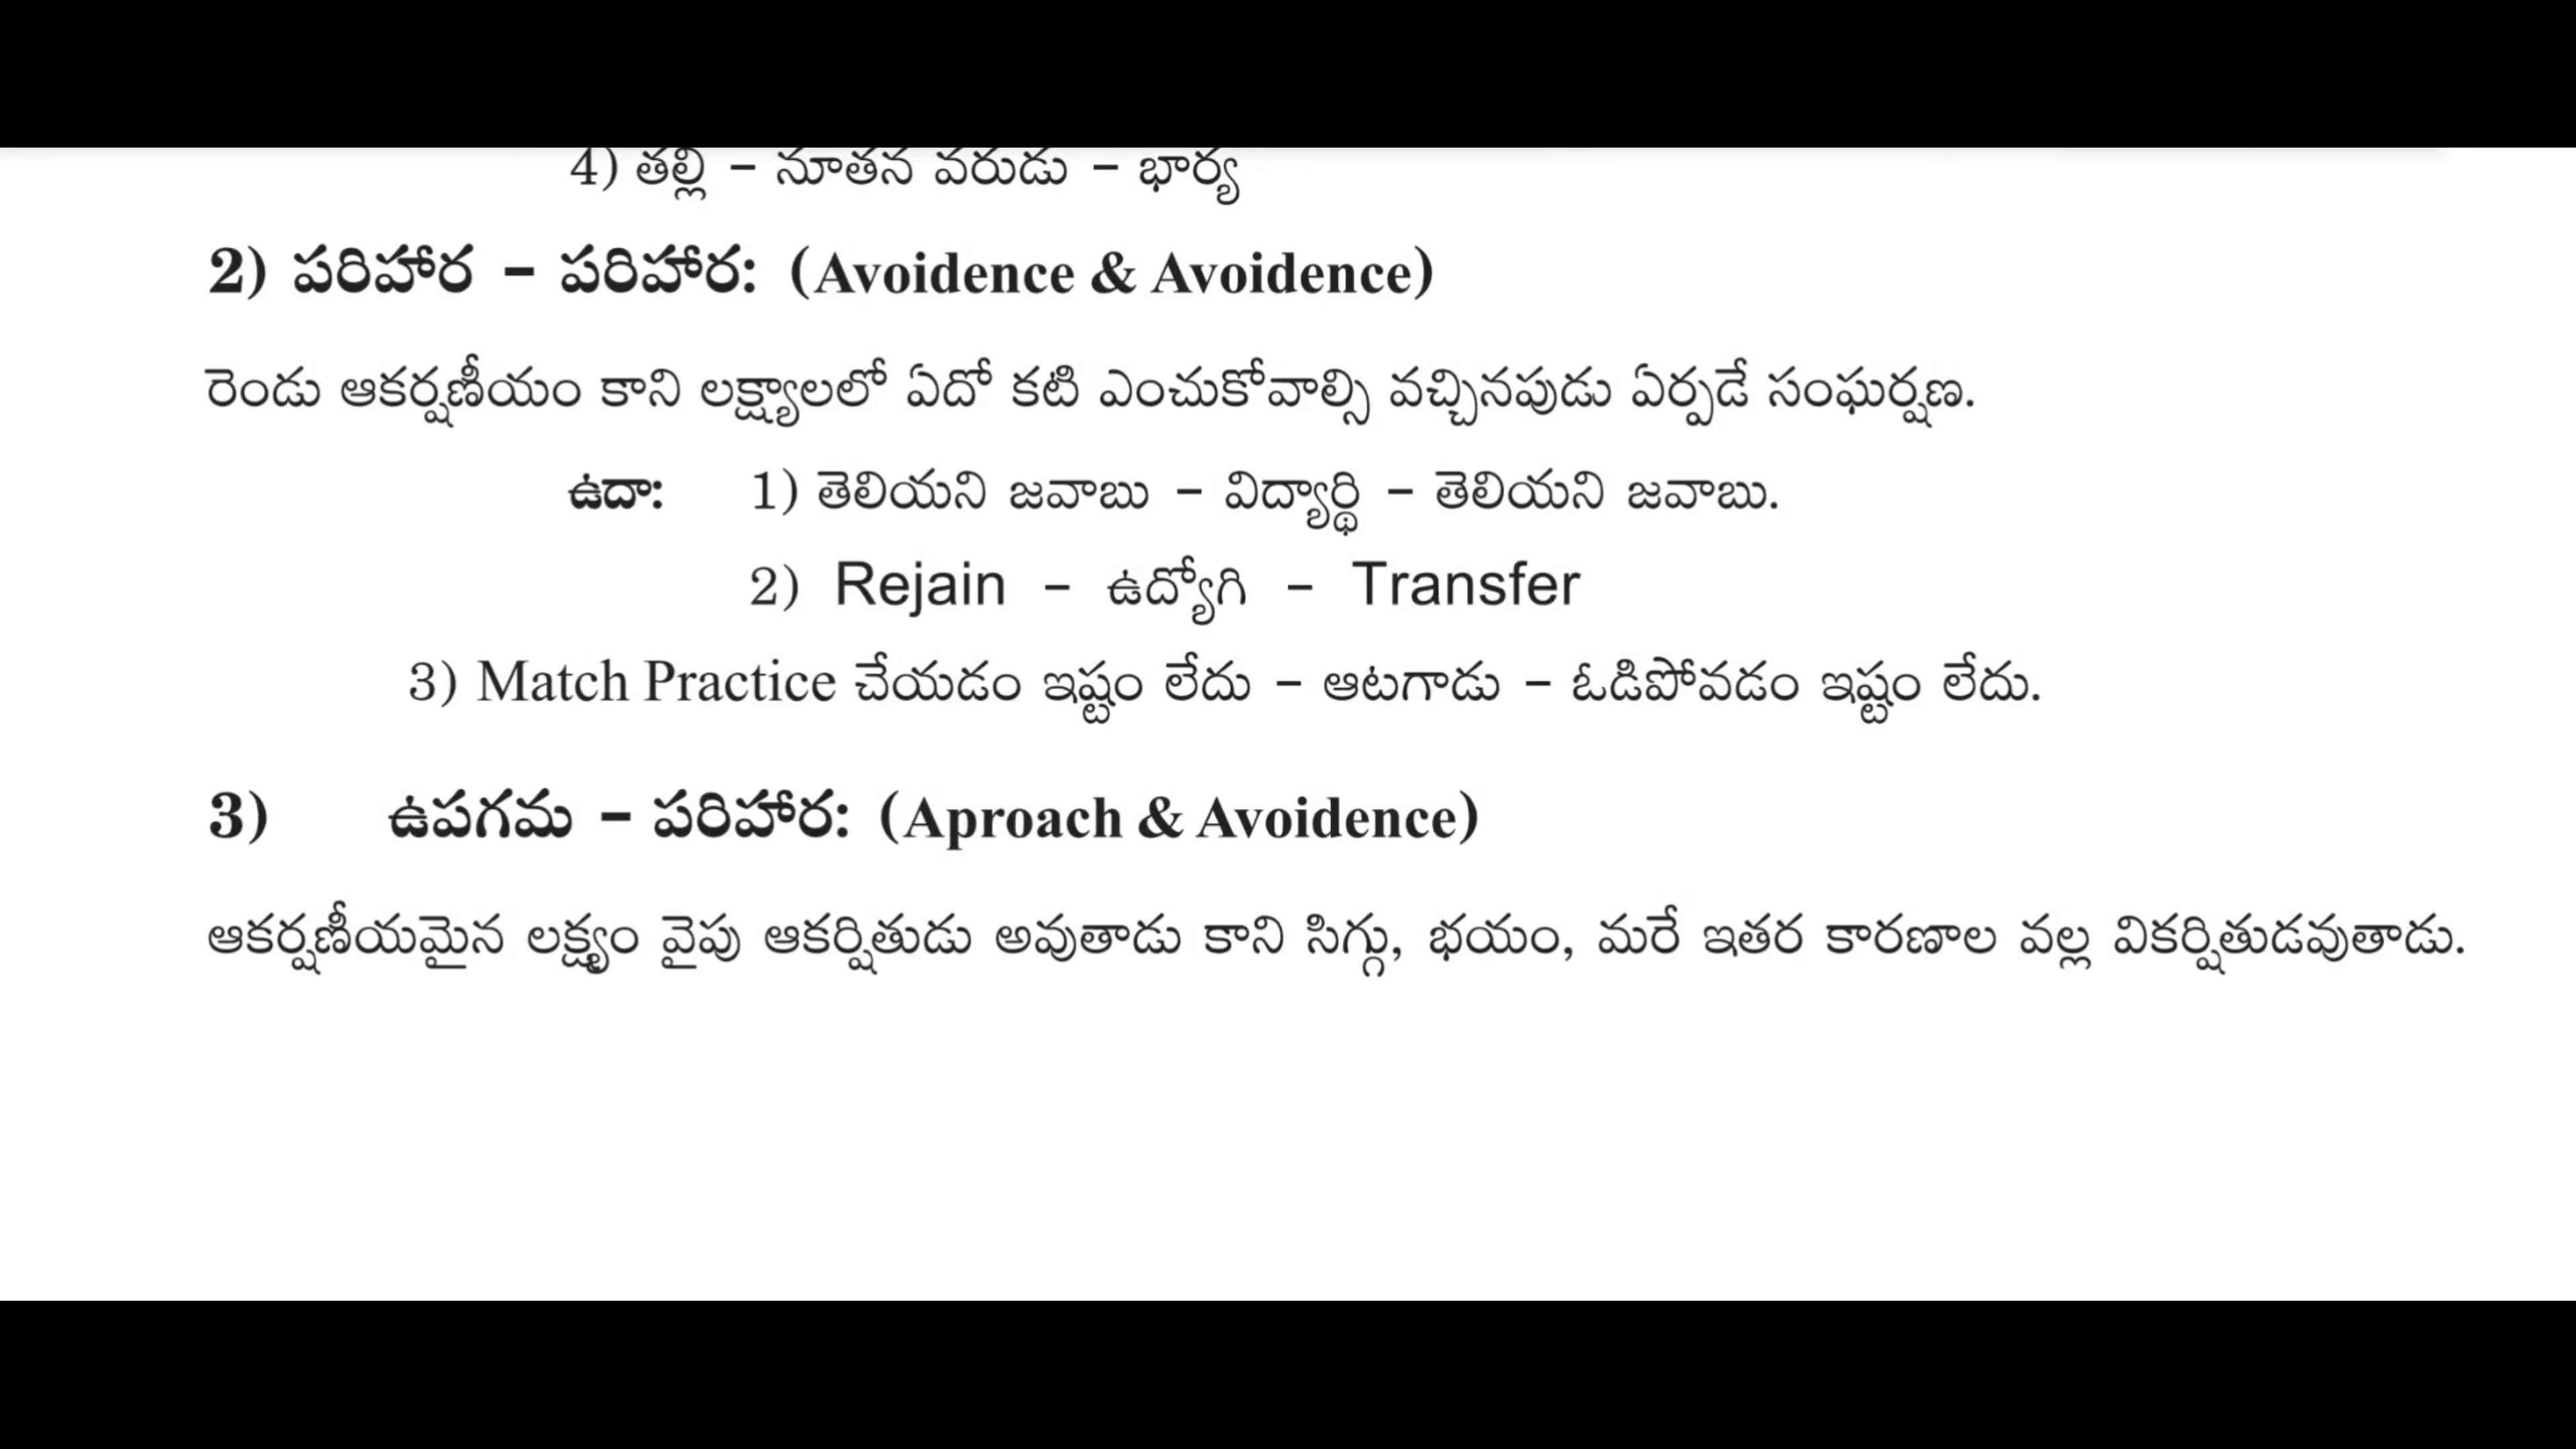 4) తల్లి – నూతన వరుడు – భార్య
2) పరిహార – పరిహార: (Avoidence & Avoidence)
రెండు ఆకర్షణీయం కాని లక్ష్యాలలో ఏదో కటి ఎంచుకోవాల్సి వచ్చినపుడు ఏర్పడే సంఘర్షణ.
ఉదా: 1) తెలియని జవాబు – విద్యార్థి – తెలియని జవాబు.
2) Rejain – ఉద్యోగి – Transfer
3) Match Practice చేయడం ఇష్టం లేదు – ఆటగాడు – ఓడిపోవడం ఇష్టం లేదు.
3) ఉపగమ – పరిహార: (Aproach & Avoidence)
ఆకర్షణీయమైన లక్ష్యం వైపు ఆకర్షితుడు అవుతాడు కాని సిగ్గు, భయం, మరే ఇతర కారణాల వల్ల వికర్షితుడవుతాడు.